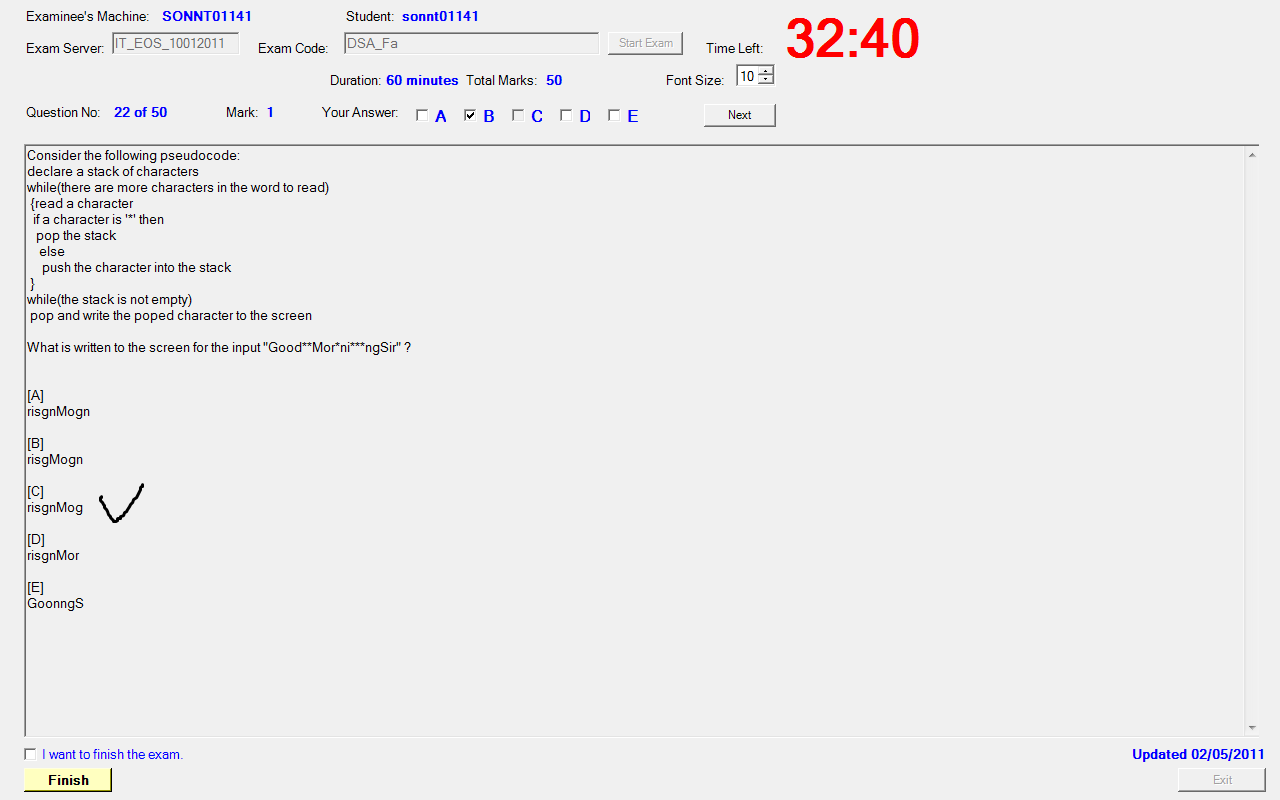 Examinee's Machine: SONNT01141 Student: sonnt01141
32:40
Exam Server: IT_EOS_10012011 Exam Code: DSA_Fa Start Exam Time Left:
Duration: 60 minutes Total Marks: 50 Font Size: 10
Question No: 22 of 50 Mark: 1 Your Answer: A B C D E Next
Consider the following pseudocode:
declare a stack of characters
while(there are more characters in the word to read)
{read a character
if a character is '*' then
pop the stack
else
push the character into the stack
}
while(the stack is not empty)
pop and write the poped character to the screen
What is written to the screen for the input "Good**Mor*ni***ngSir" ?
[A]
risgnMogn
[B]
risgMogn
[C]
risgnMog
[D]
risgnMor
[E]
GoonngS
I want to finish the exam. Updated 02/05/2011
Finish Exit